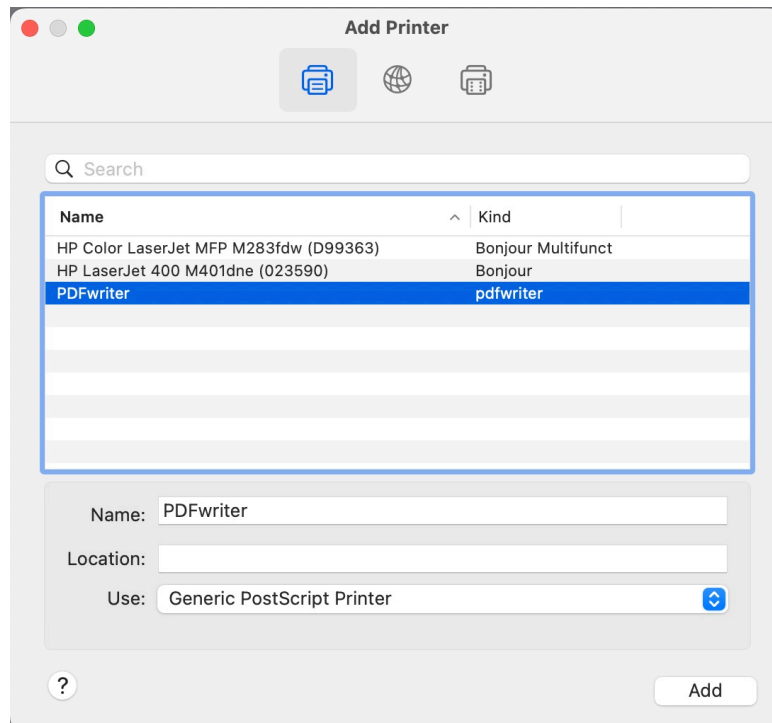 Add Printer
Search
Name Kind
HP Color LaserJet MFP M283fdw (D99363) Bonjour Multifunct
HP LaserJet 400 M401dne (023590) Bonjour
PDFwriter pdfwriter
Name: PDFwriter
Location:
Use: Generic PostScript Printer
? Add